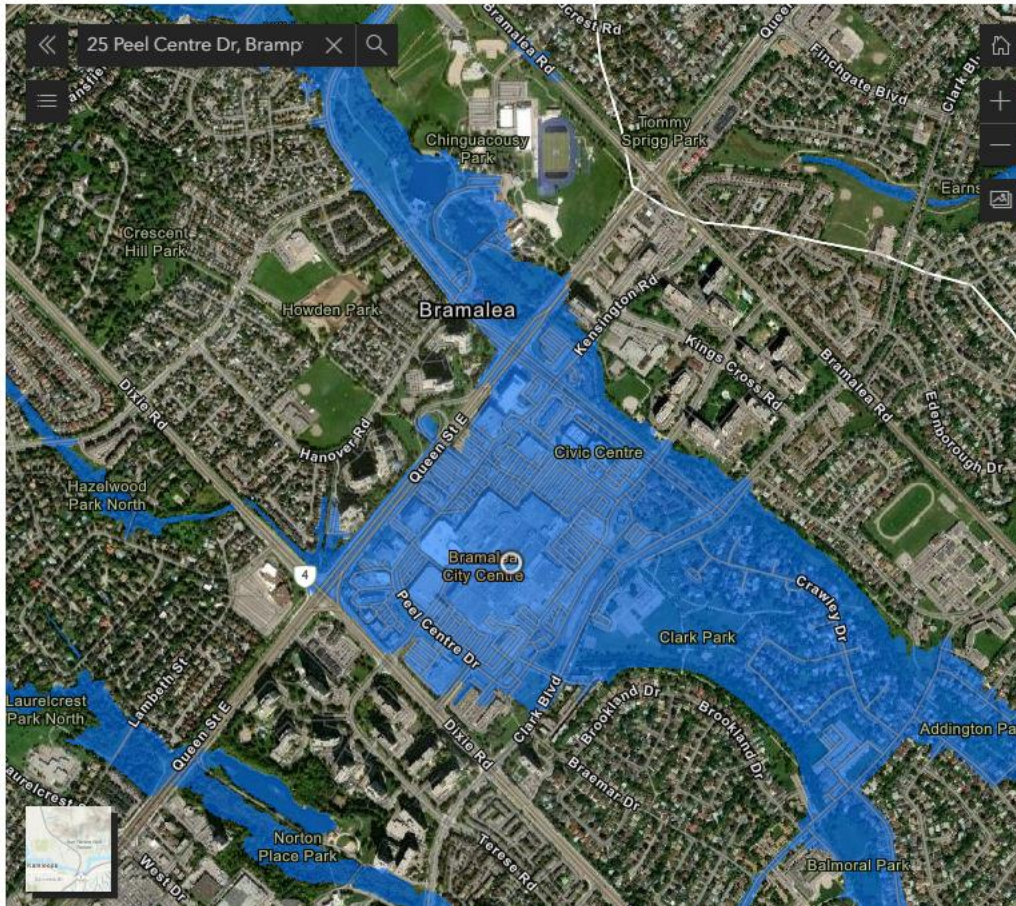 25 Peel Centre Dr, Bramp
Bramalea Rd
Queen
Finchgate Blvd
Clark Bl
Chinguacousy
Park
Tommy
Sprigg Park
Earns
Crescent
Hill Park
Howden Park
Bramalea
Kensington Rd
Kings Cross Rd
Bramalea Rd
Edenborough Dr
Dixie Rd
Hanover Rd
Queen St E
Civic Centre
Hazelwood
Park North
4
Bramalea
City Centre
Peel Centre Dr
Crawley Dr
Clark Park
Clark Blvd
Brookland Dr
Brookland Dr
Braemar Dr
Dixie Rd
Lambeth St
Laurelcrest
Park North
Queen St E
Addington Pa
Norton
Place Park
Terese Rd
West Dr
Balmoral Park